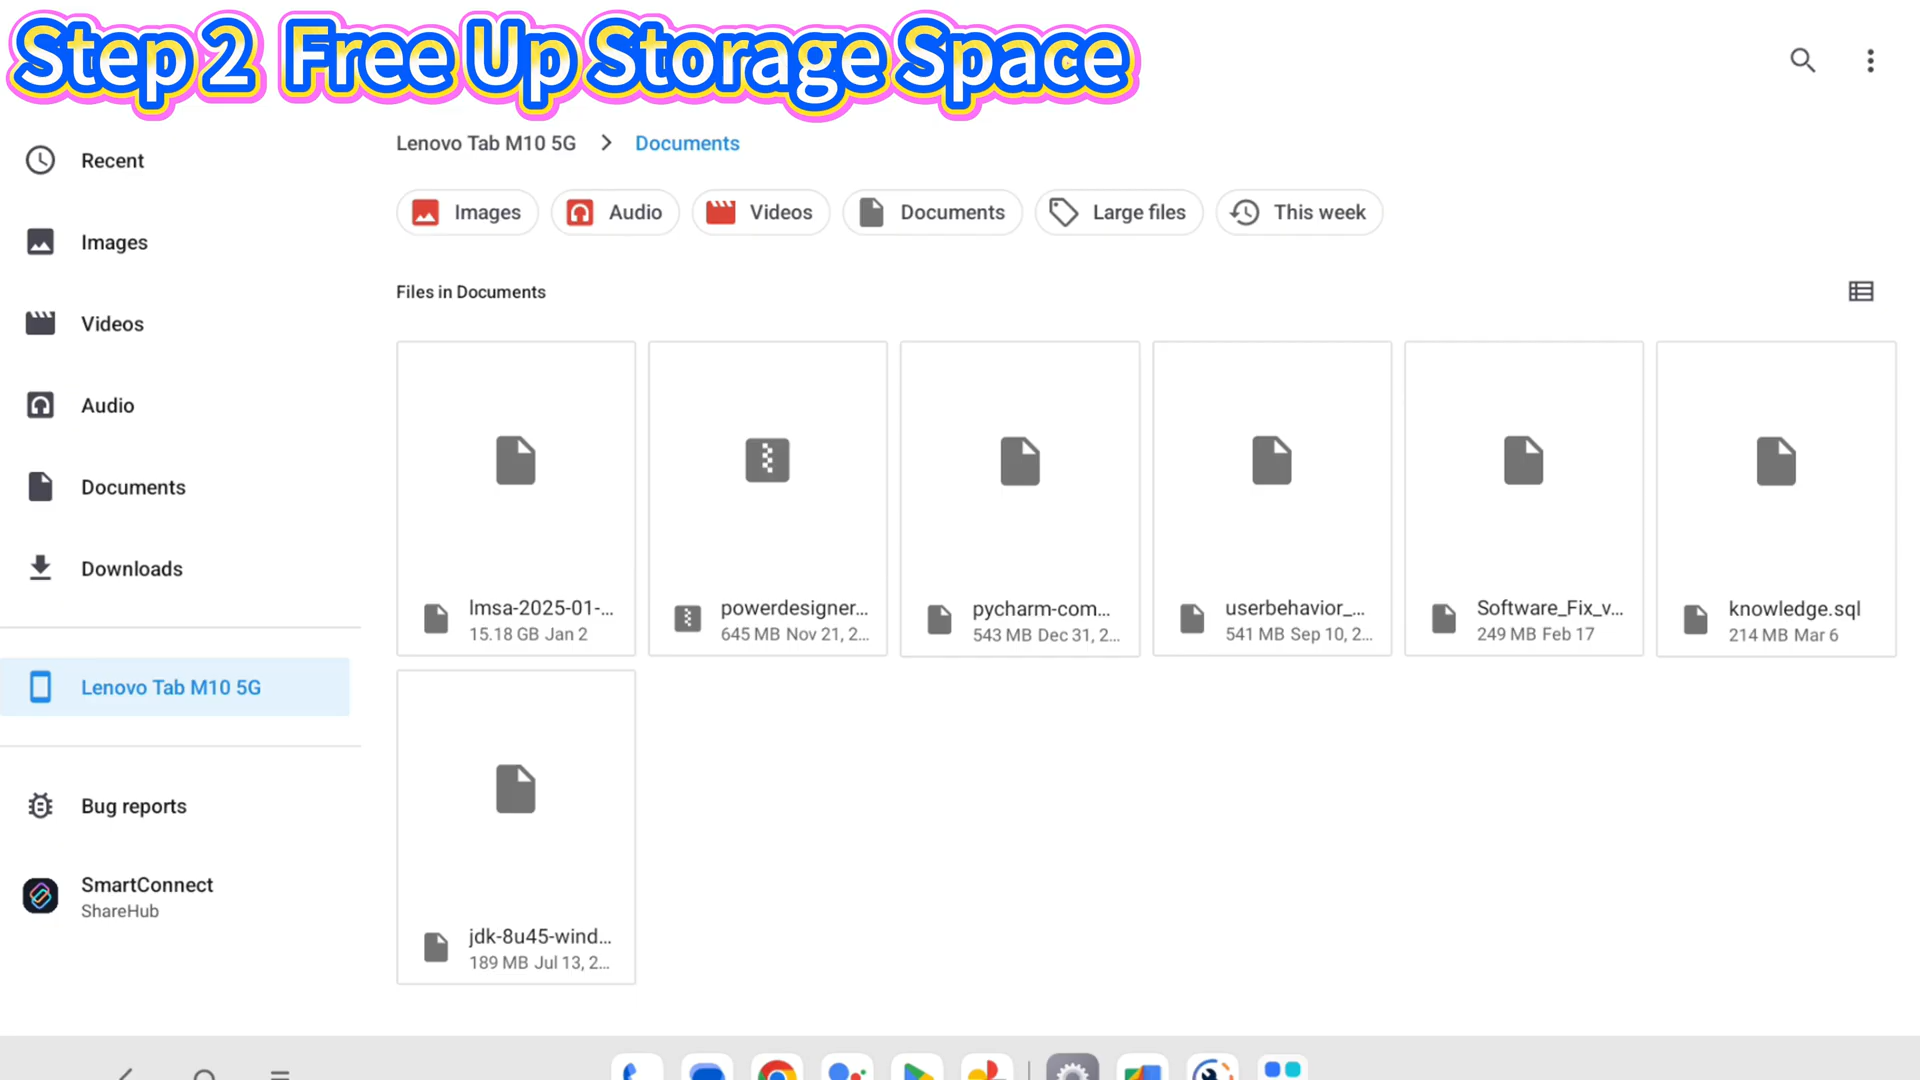 Step 2 Free Up Storage Space
Recent
Images
Videos
Audio
Documents
Downloads
Lenovo Tab M10 5G
Bug reports
SmartConnect
ShareHub
Lenovo Tab M10 5G > Documents
Images Audio Videos Documents Large files This week
Files in Documents
lmsa-2025-01-...
15.18 GB Jan 2
powerdesigner...
645 MB Nov 21, 2...
pycharm-com...
543 MB Dec 31, 2...
userbehavior_...
541 MB Sep 10, 2...
Software_Fix_v...
249 MB Feb 17
knowledge.sql
214 MB Mar 6
jdk-8u45-wind...
189 MB Jul 13, 2...